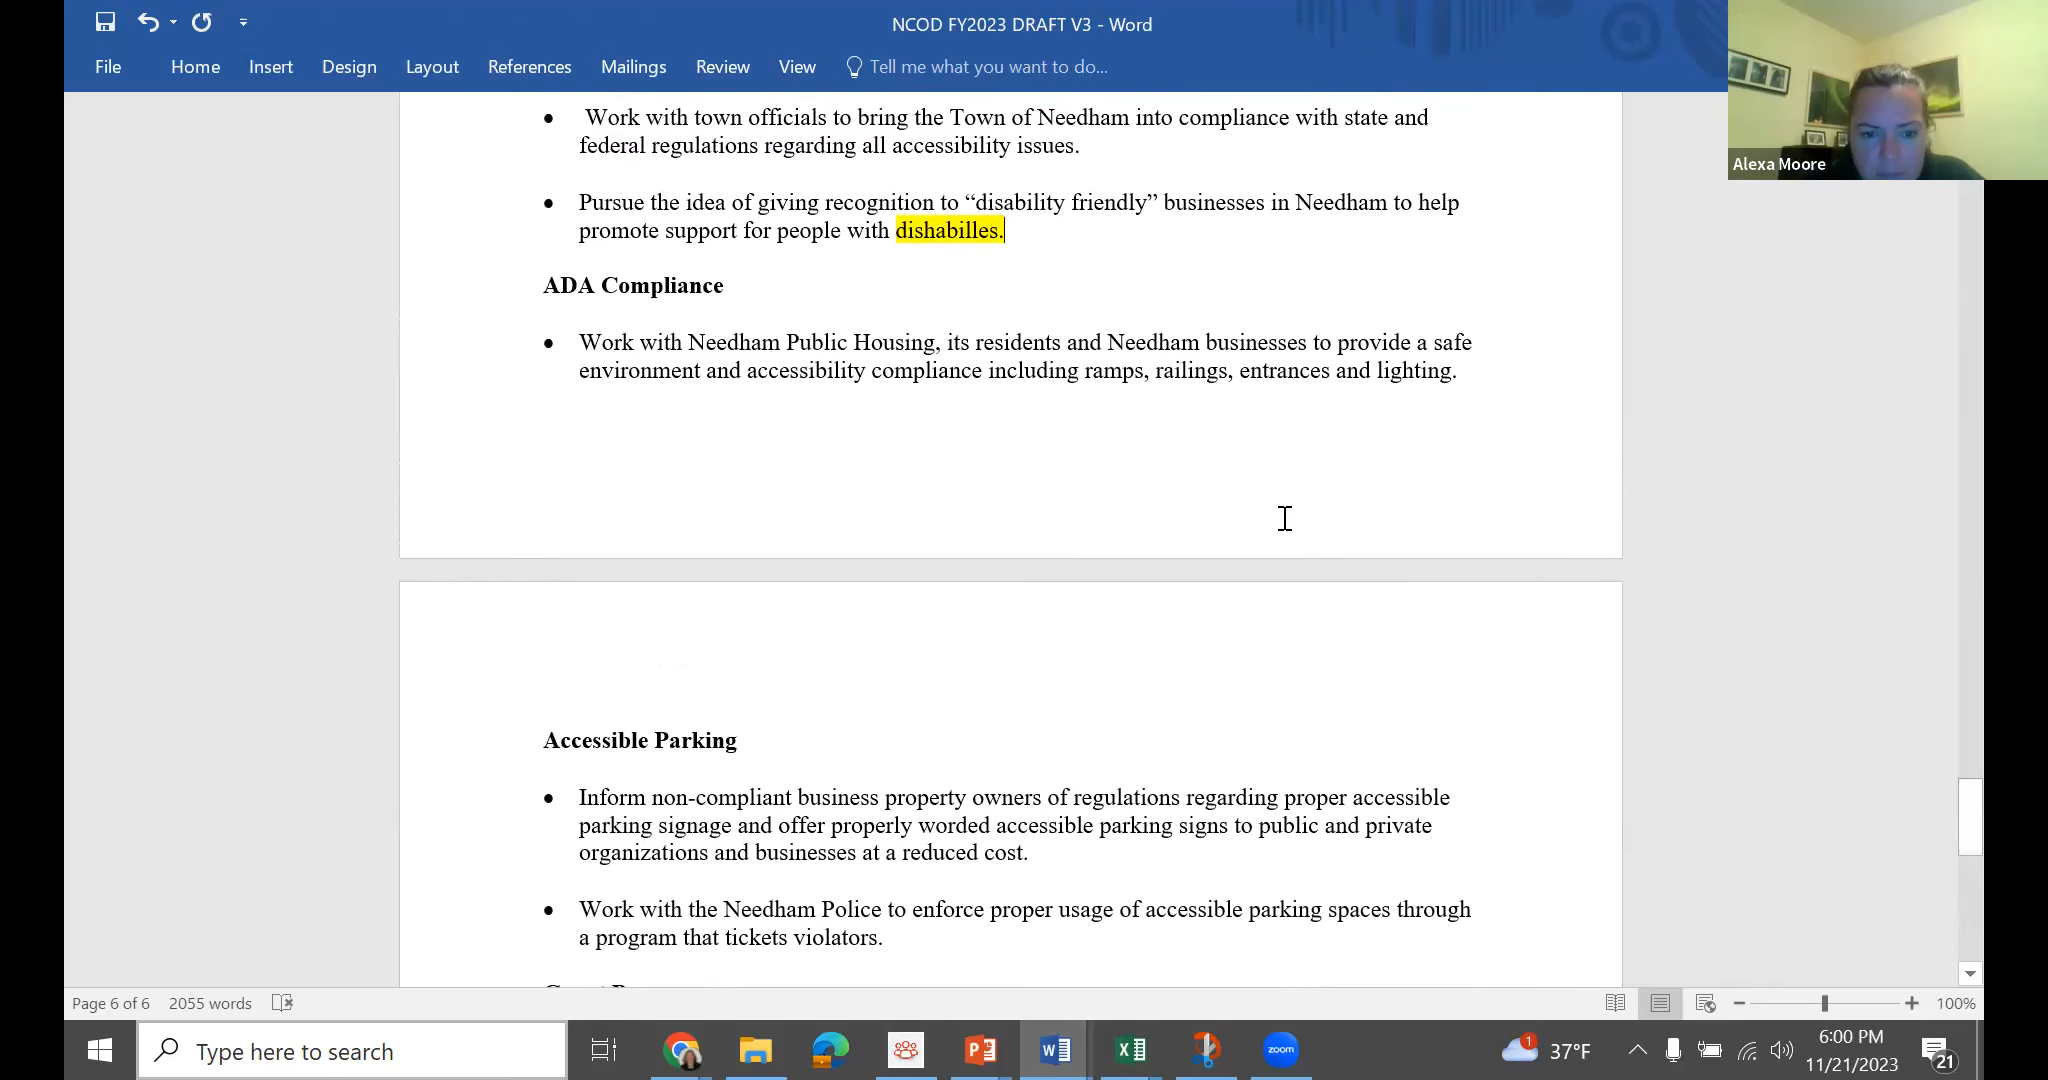 NCOD FY2023 DRAFT V3 - Word
File Home Insert Design Layout References Mailings Review View Tell me what you want to do...
Alexa Moore
• Work with town officials to bring the Town of Needham into compliance with state and
federal regulations regarding all accessibility issues.
• Pursue the idea of giving recognition to “disability friendly” businesses in Needham to help
promote support for people with dishabilles.
ADA Compliance
• Work with Needham Public Housing, its residents and Needham businesses to provide a safe
environment and accessibility compliance including ramps, railings, entrances and lighting.
Accessible Parking
• Inform non-compliant business property owners of regulations regarding proper accessible
parking signage and offer properly worded accessible parking signs to public and private
organizations and businesses at a reduced cost.
• Work with the Needham Police to enforce proper usage of accessible parking spaces through
a program that tickets violators.
Page 6 of 6 2055 words 100%
Type here to search
zoom
1
37°F
6:00 PM
11/21/2023
21